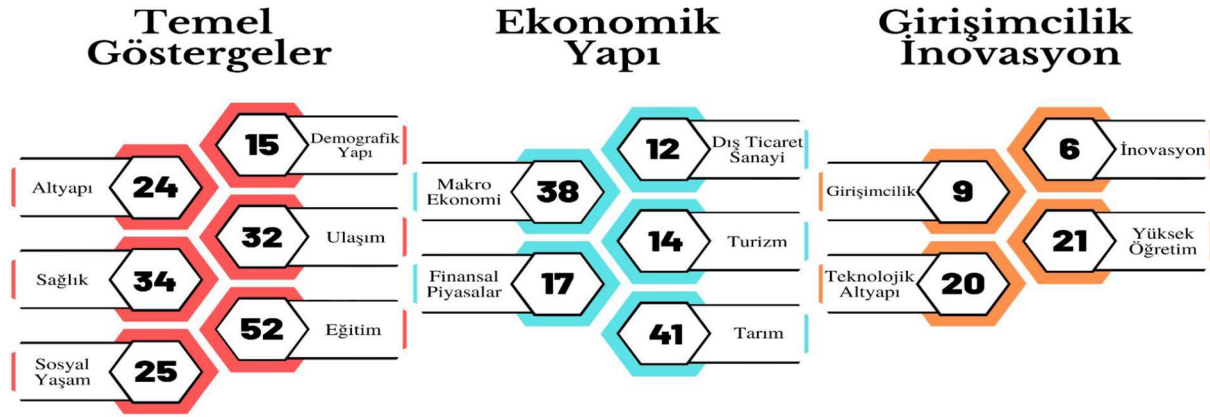 Temel
Göstergeler
15
Demografik
Yapı
Altyapı
24
32
Ulaşım
Sağlık
34
52
Eğitim
Sosyal
Yaşam
25
Ekonomik
Yapı
12
Dış Ticaret
Sanayi
Makro
Ekonomi
38
14
Turizm
Finansal
Piyasalar
17
41
Tarım
Girişimcilik
İnovasyon
6
İnovasyon
Girişimcilik
9
21
Yüksek
Öğretim
Teknolojik
Altyapı
20